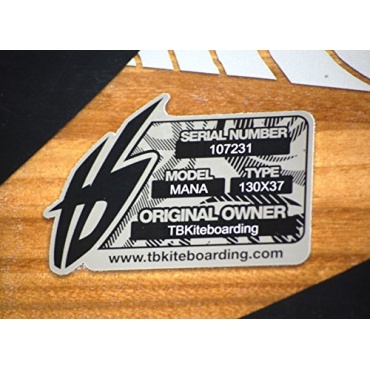 SERIAL NUMBER
107231
MODEL TYPE
MANA 130X37
ORIGINAL OWNER
TBKiteboarding
www.tbkiteboarding.com